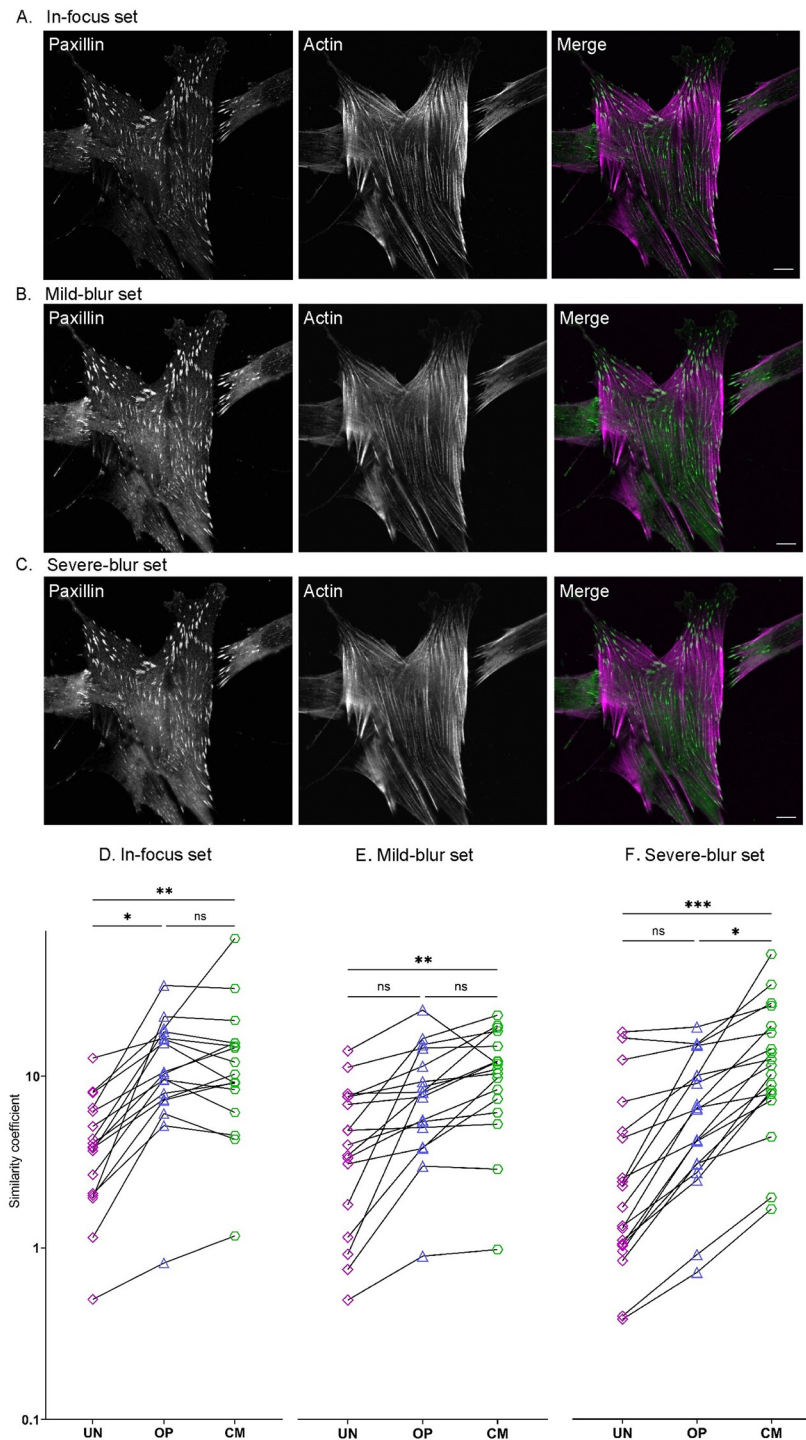 A. In-focus set
Paxillin
Actin
Merge
B. Mild-blur set
Paxillin
Actin
Merge
C. Severe-blur set
Paxillin
Actin
Merge
D. In-focus set
E. Mild-blur set
F. Severe-blur set
**
* ns
**
ns ns
***
ns *
Similarity coefficient
10
1
0.1
UN OP CM
UN OP CM
UN OP CM